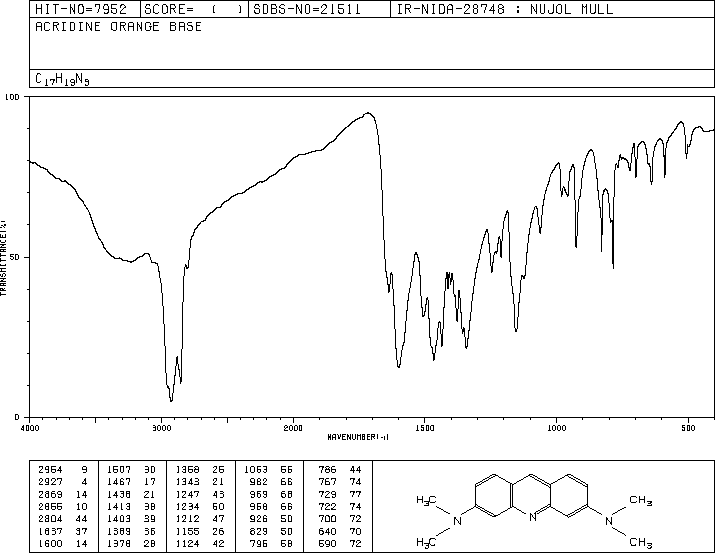 HIT-NO=7952 SCORE= ( ) SDBS-NO=21511 IR-NIDA-28748 : NUJOL MULL
ACRIDINE ORANGE BASE
C17H19N3
100
50
0
TRANSMITTANCE(%)
4000 3000 2000 1500 1000 500
WAVENUMBER(-1)
2954 9 1507 30 1358 25 1063 55 786 44
2927 4 1467 17 1343 21 982 66 767 74
2869 14 1438 21 1247 43 969 68 729 77
2855 10 1413 38 1234 50 958 66 722 74
2804 44 1403 39 1212 47 926 50 700 72
1637 37 1389 36 1155 26 829 50 640 70
1600 14 1378 28 1124 42 796 58 590 72
H3C CH3
N N N
CH3 CH3